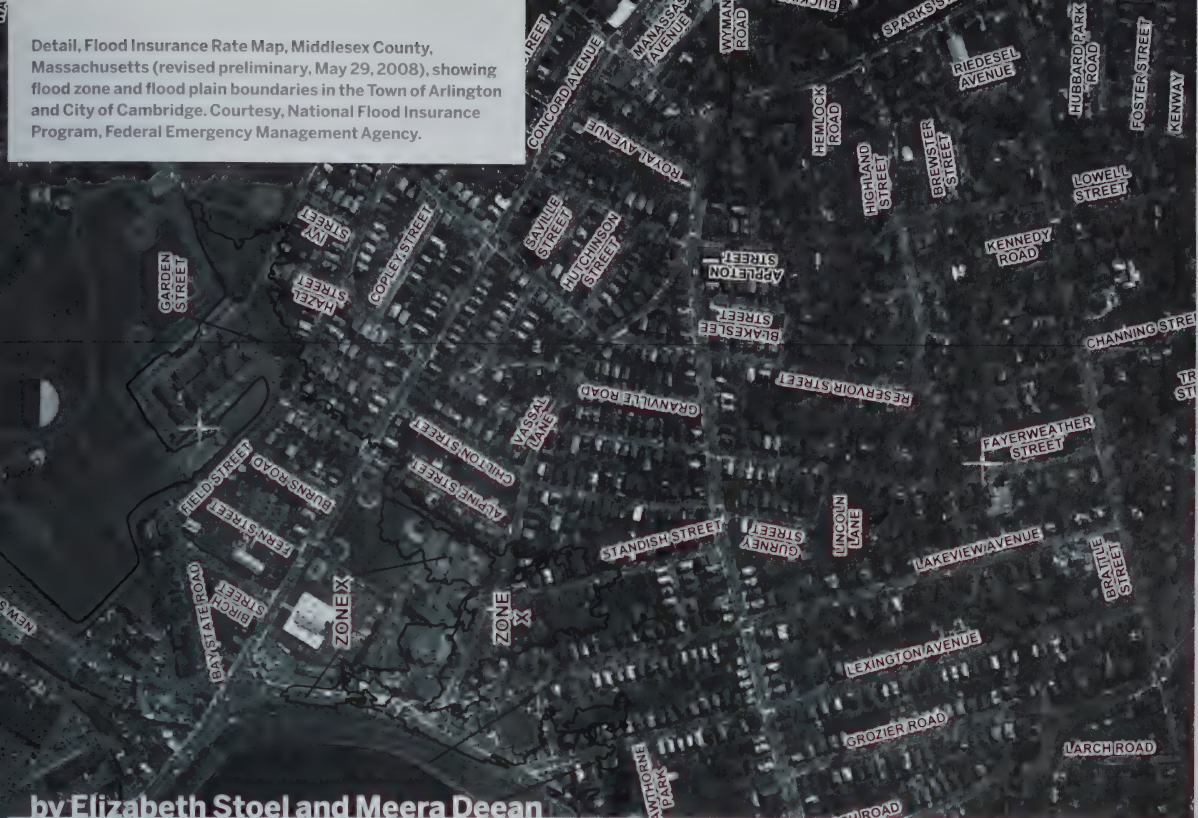 Detail, Flood Insurance Rate Map, Middlesex County,
Massachusetts (revised preliminary, May 29, 2008), showing
flood zone and flood plain boundaries in the Town of Arlington
and City of Cambridge. Courtesy, National Flood Insurance
Program, Federal Emergency Management Agency.
STREET
CONCORD AVENUE
MANASSAS
AVENUE
WYMAN
ROAD
SPARKS
RIEDESEL
AVENUE
HUBBARD PARK
ROAD
FOSTER STREET
KENWAY
HEMLOCK
ROAD
ROYAL AVENUE
HIGHLAND
STREET
BREWSTER
STREET
LOWELL
STREET
IVY
STREET
COPLEY STREET
SAVILLE
STREET
HUTCHINSON
STREET
KENNEDY
ROAD
GARDEN
STREET
HAZEL
STREET
APPLETON
STREET
BLAKESLEE
STREET
CHANNING STREE
RESERVOIR STREET
GRANVILLE ROAD
VASSAL
LANE
CHILTON STREET
ALPINE STREET
FAYERWEATHER
STREET
FIELD STREET
BURNS ROAD
FERN STREET
STANDISH STREET
GURNEY
STREET
LINCOLN
LANE
LAKEVIEW AVENUE
BRATTLE
STREET
BAY STATE ROAD
BIRCH
STREET
ZONE X
ZONE
X
LEXINGTON AVENUE
GROZIER ROAD
LARCH ROAD
AWTHORNE
PARK
ROAD
NEW S
by Elizabeth Stoel and Meera Deean